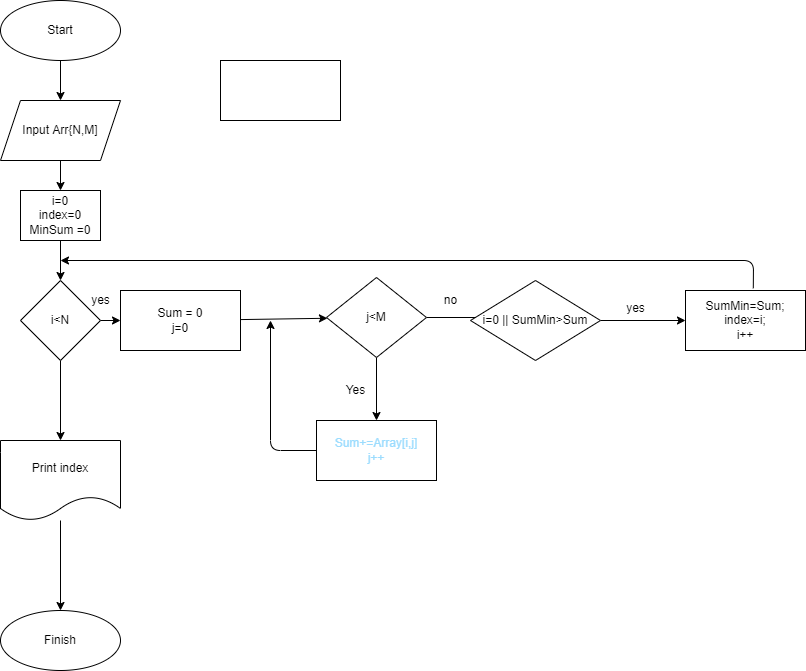 Start
Input Arr{N,M]
i=0
index=0
MinSum =0
i<N
yes
Sum = 0
j=0
j<M
no
i=0 || SumMin>Sum
yes
SumMin=Sum;
index=i;
i++
Yes
Sum+=Array[i,j]
j++
Print index
Finish